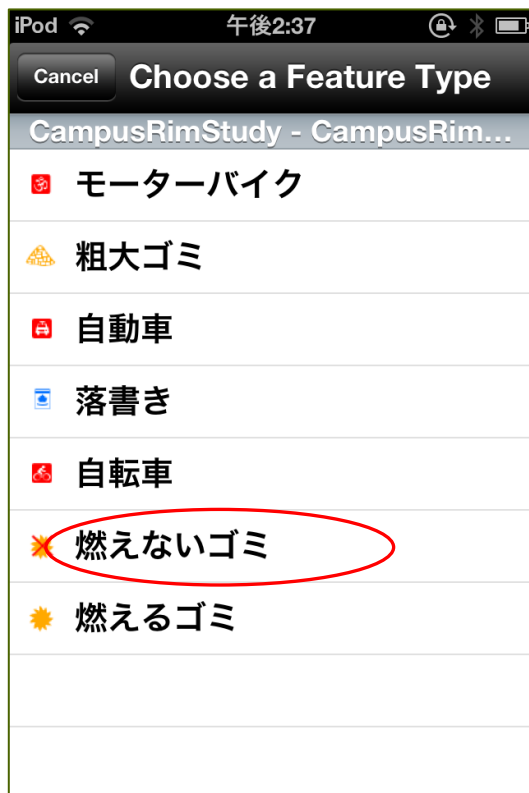 iPod 午後2:37
Cancel Choose a Feature Type
CampusRimStudy - CampusRim...
モーターバイク
粗大ゴミ
自動車
落書き
自転車
燃えないゴミ
燃えるゴミ